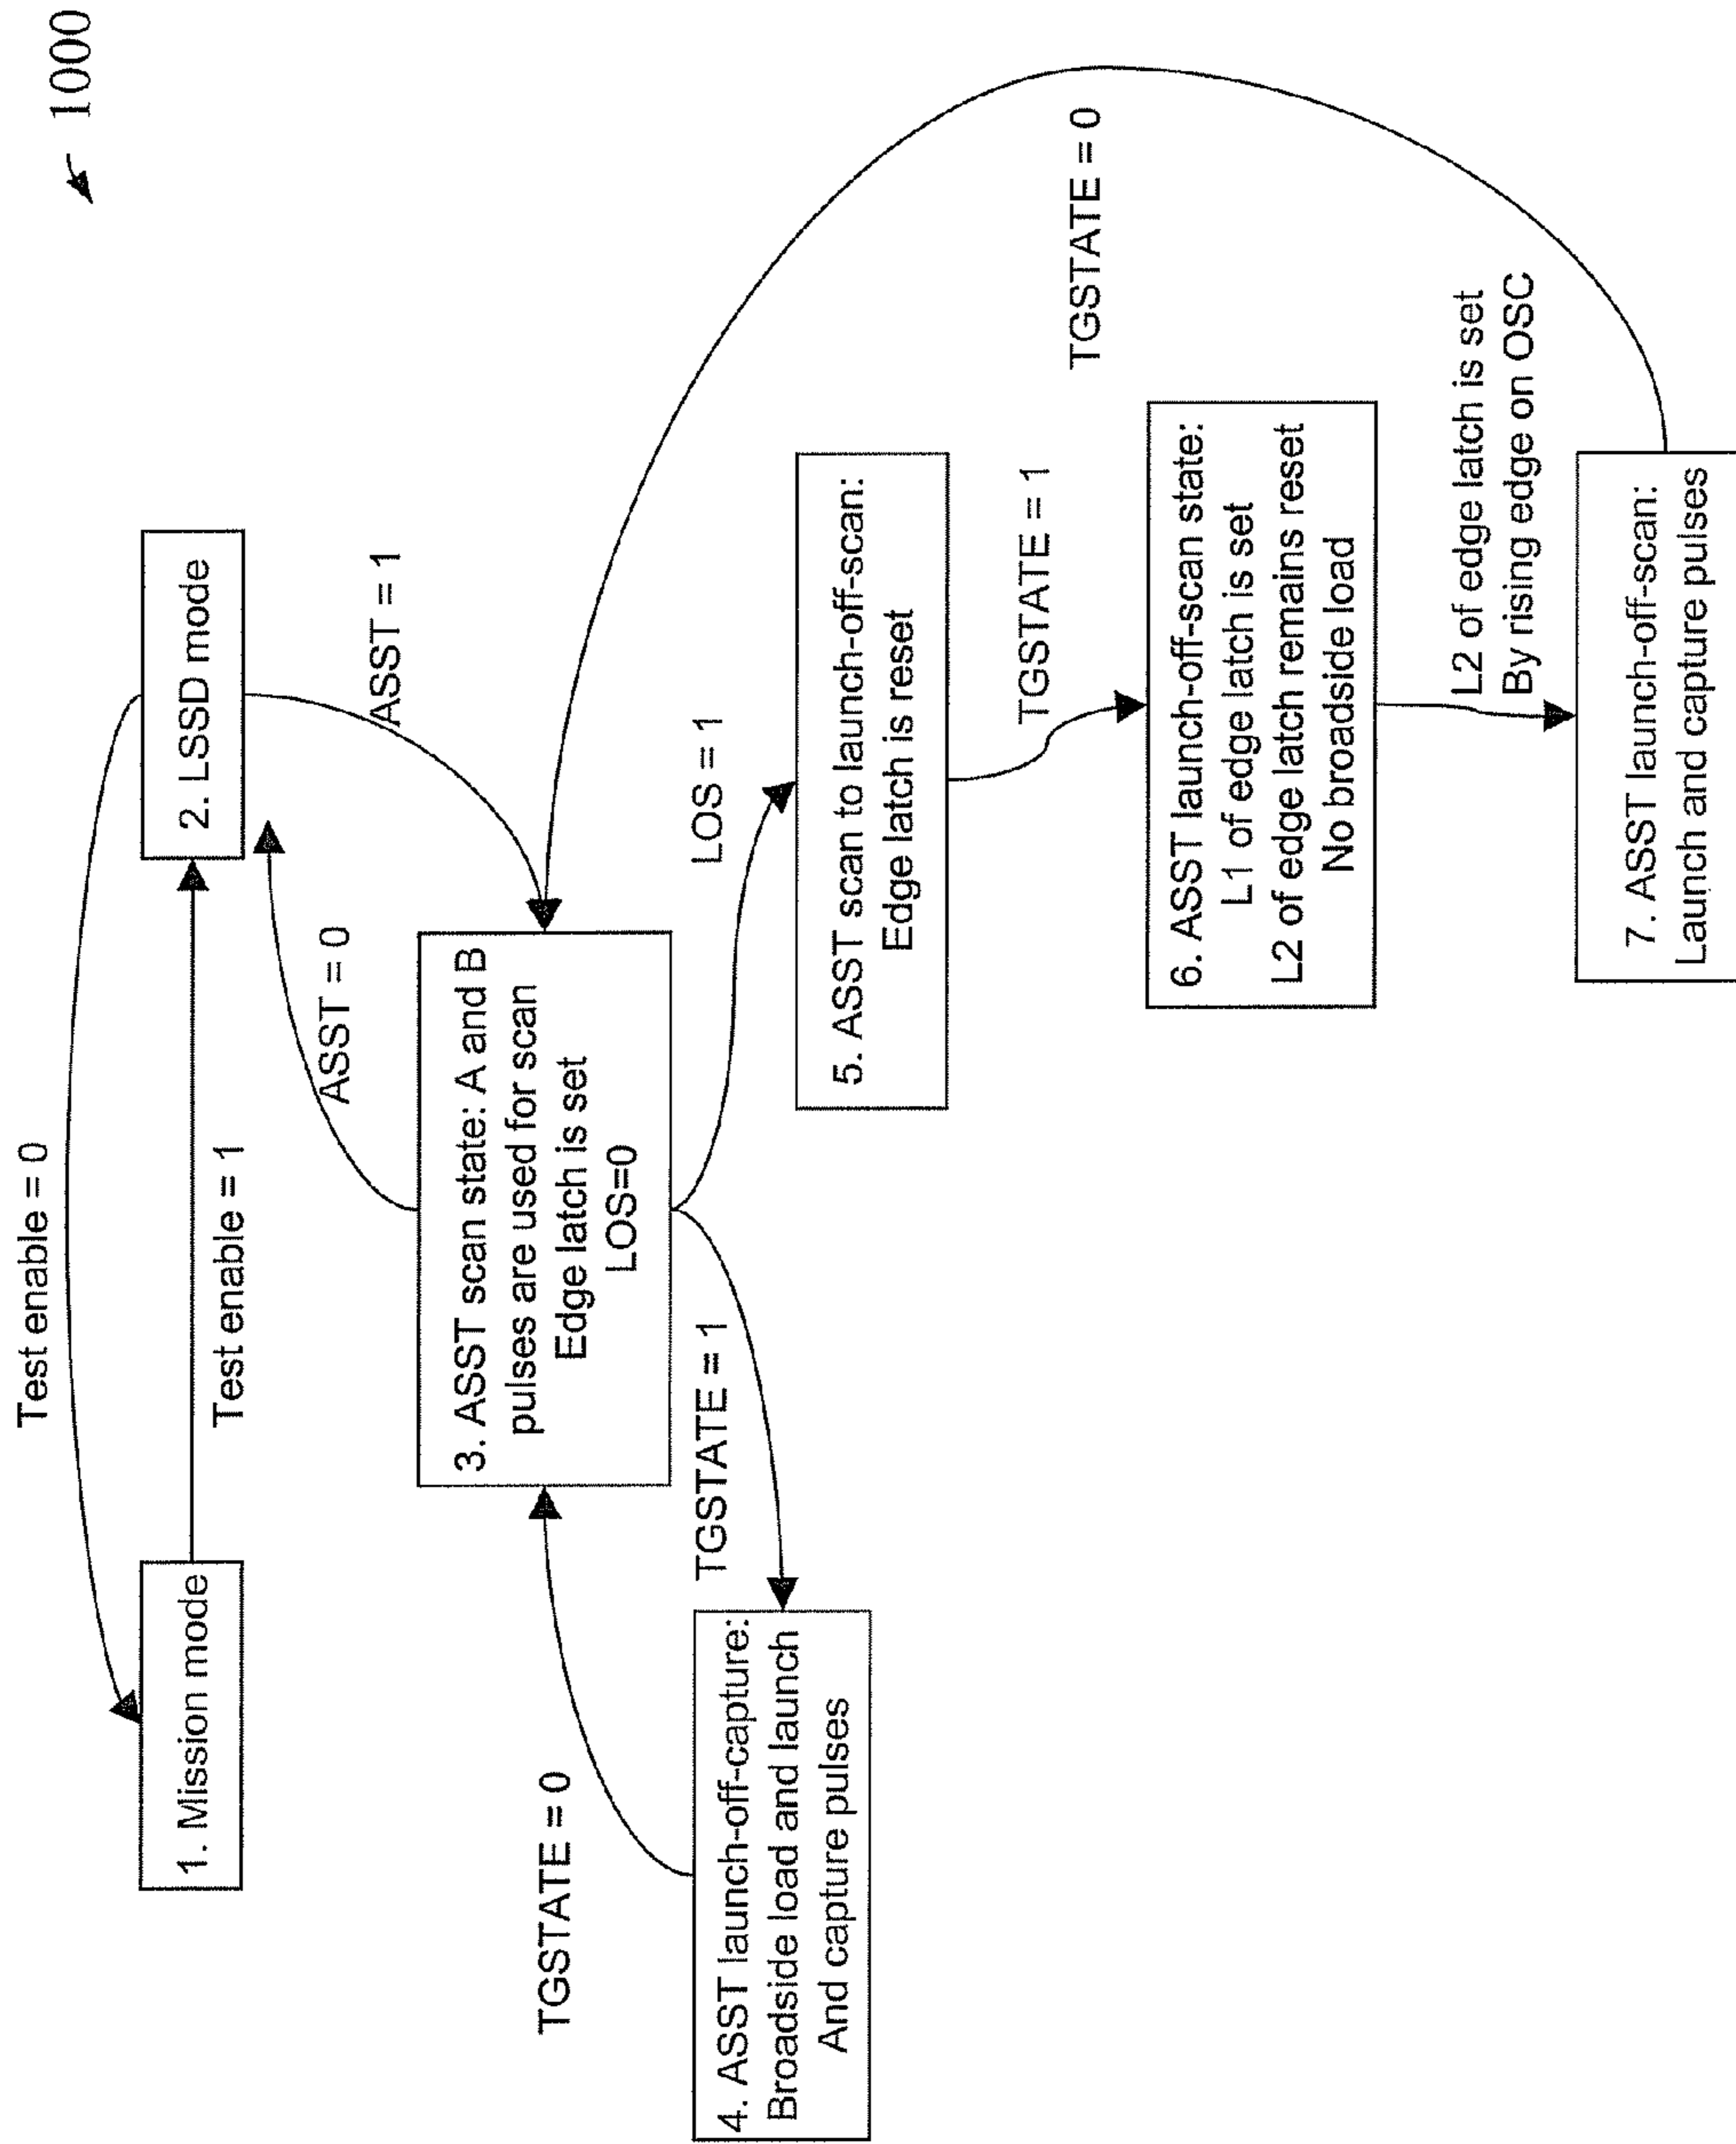 1000
Test enable = 0
Test enable = 1
1. Mission mode
2. LSSD mode
ASST = 0
ASST = 1
3. ASST scan state: A and B
pulses are used for scan
Edge latch is set
LOS=0
TGSTATE = 0
TGSTATE = 1
LOS = 1
TGSTATE = 0
4. ASST launch-off-capture:
Broadside load and launch
And capture pulses
5. ASST scan to launch-off-scan:
Edge latch is reset
TGSTATE = 1
6. ASST launch-off-scan state:
L1 of edge latch is set
L2 of edge latch remains reset
No broadside load
L2 of edge latch is set
By rising edge on OSC
7. ASST launch-off-scan:
Launch and capture pulses